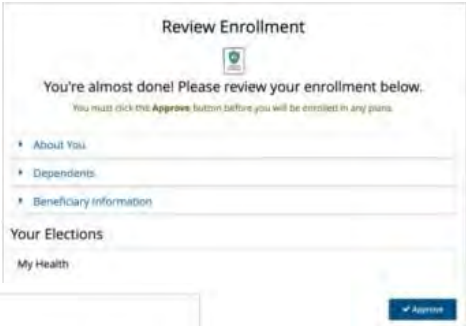 Review Enrollment
You're almost done! Please review your enrollment below.
You must click the Approve button before you will be enrolled in any plans.
About You
Dependents
Beneficiary Information
Your Elections
My Health
Approve